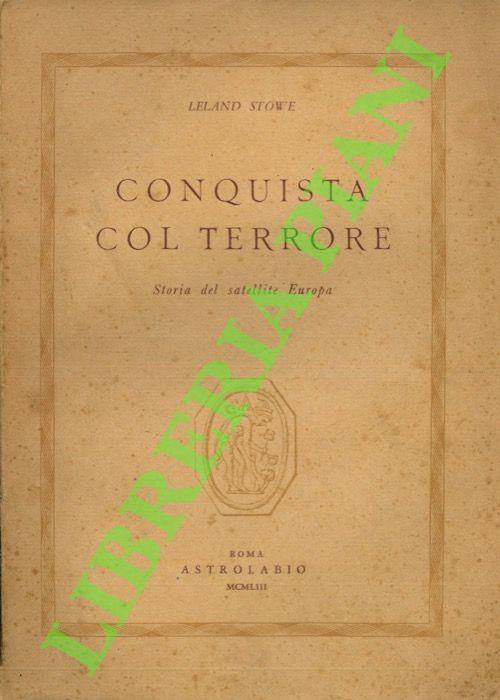 LELAND STOWE
CONQUISTA
COL TERRORE
Storia del satellite Europa
ROMA
ASTROLABIO
MCMLIII
LIBRERIA PIANI